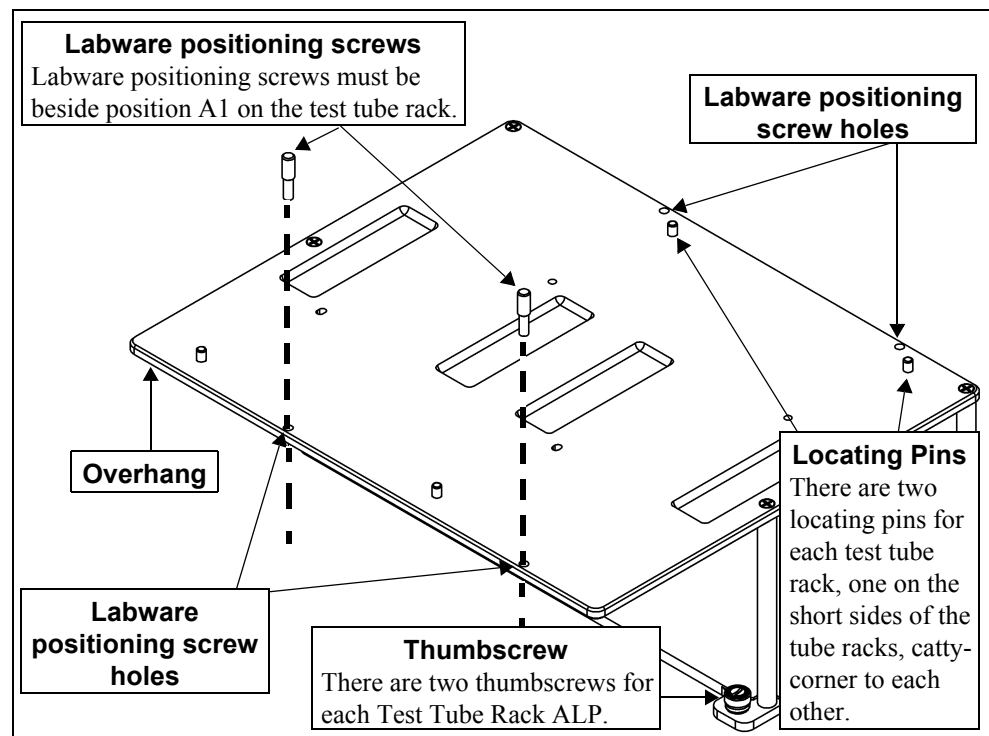 Labware positioning screws
Labware positioning screws must be
beside position A1 on the test tube rack.
Labware positioning
screw holes
Overhang
Locating Pins
There are two
locating pins for
each test tube
rack, one on the
short sides of the
tube racks, catty-
corner to each
other.
Labware
positioning screw
holes
Thumbscrew
There are two thumbscrews for
each Test Tube Rack ALP.